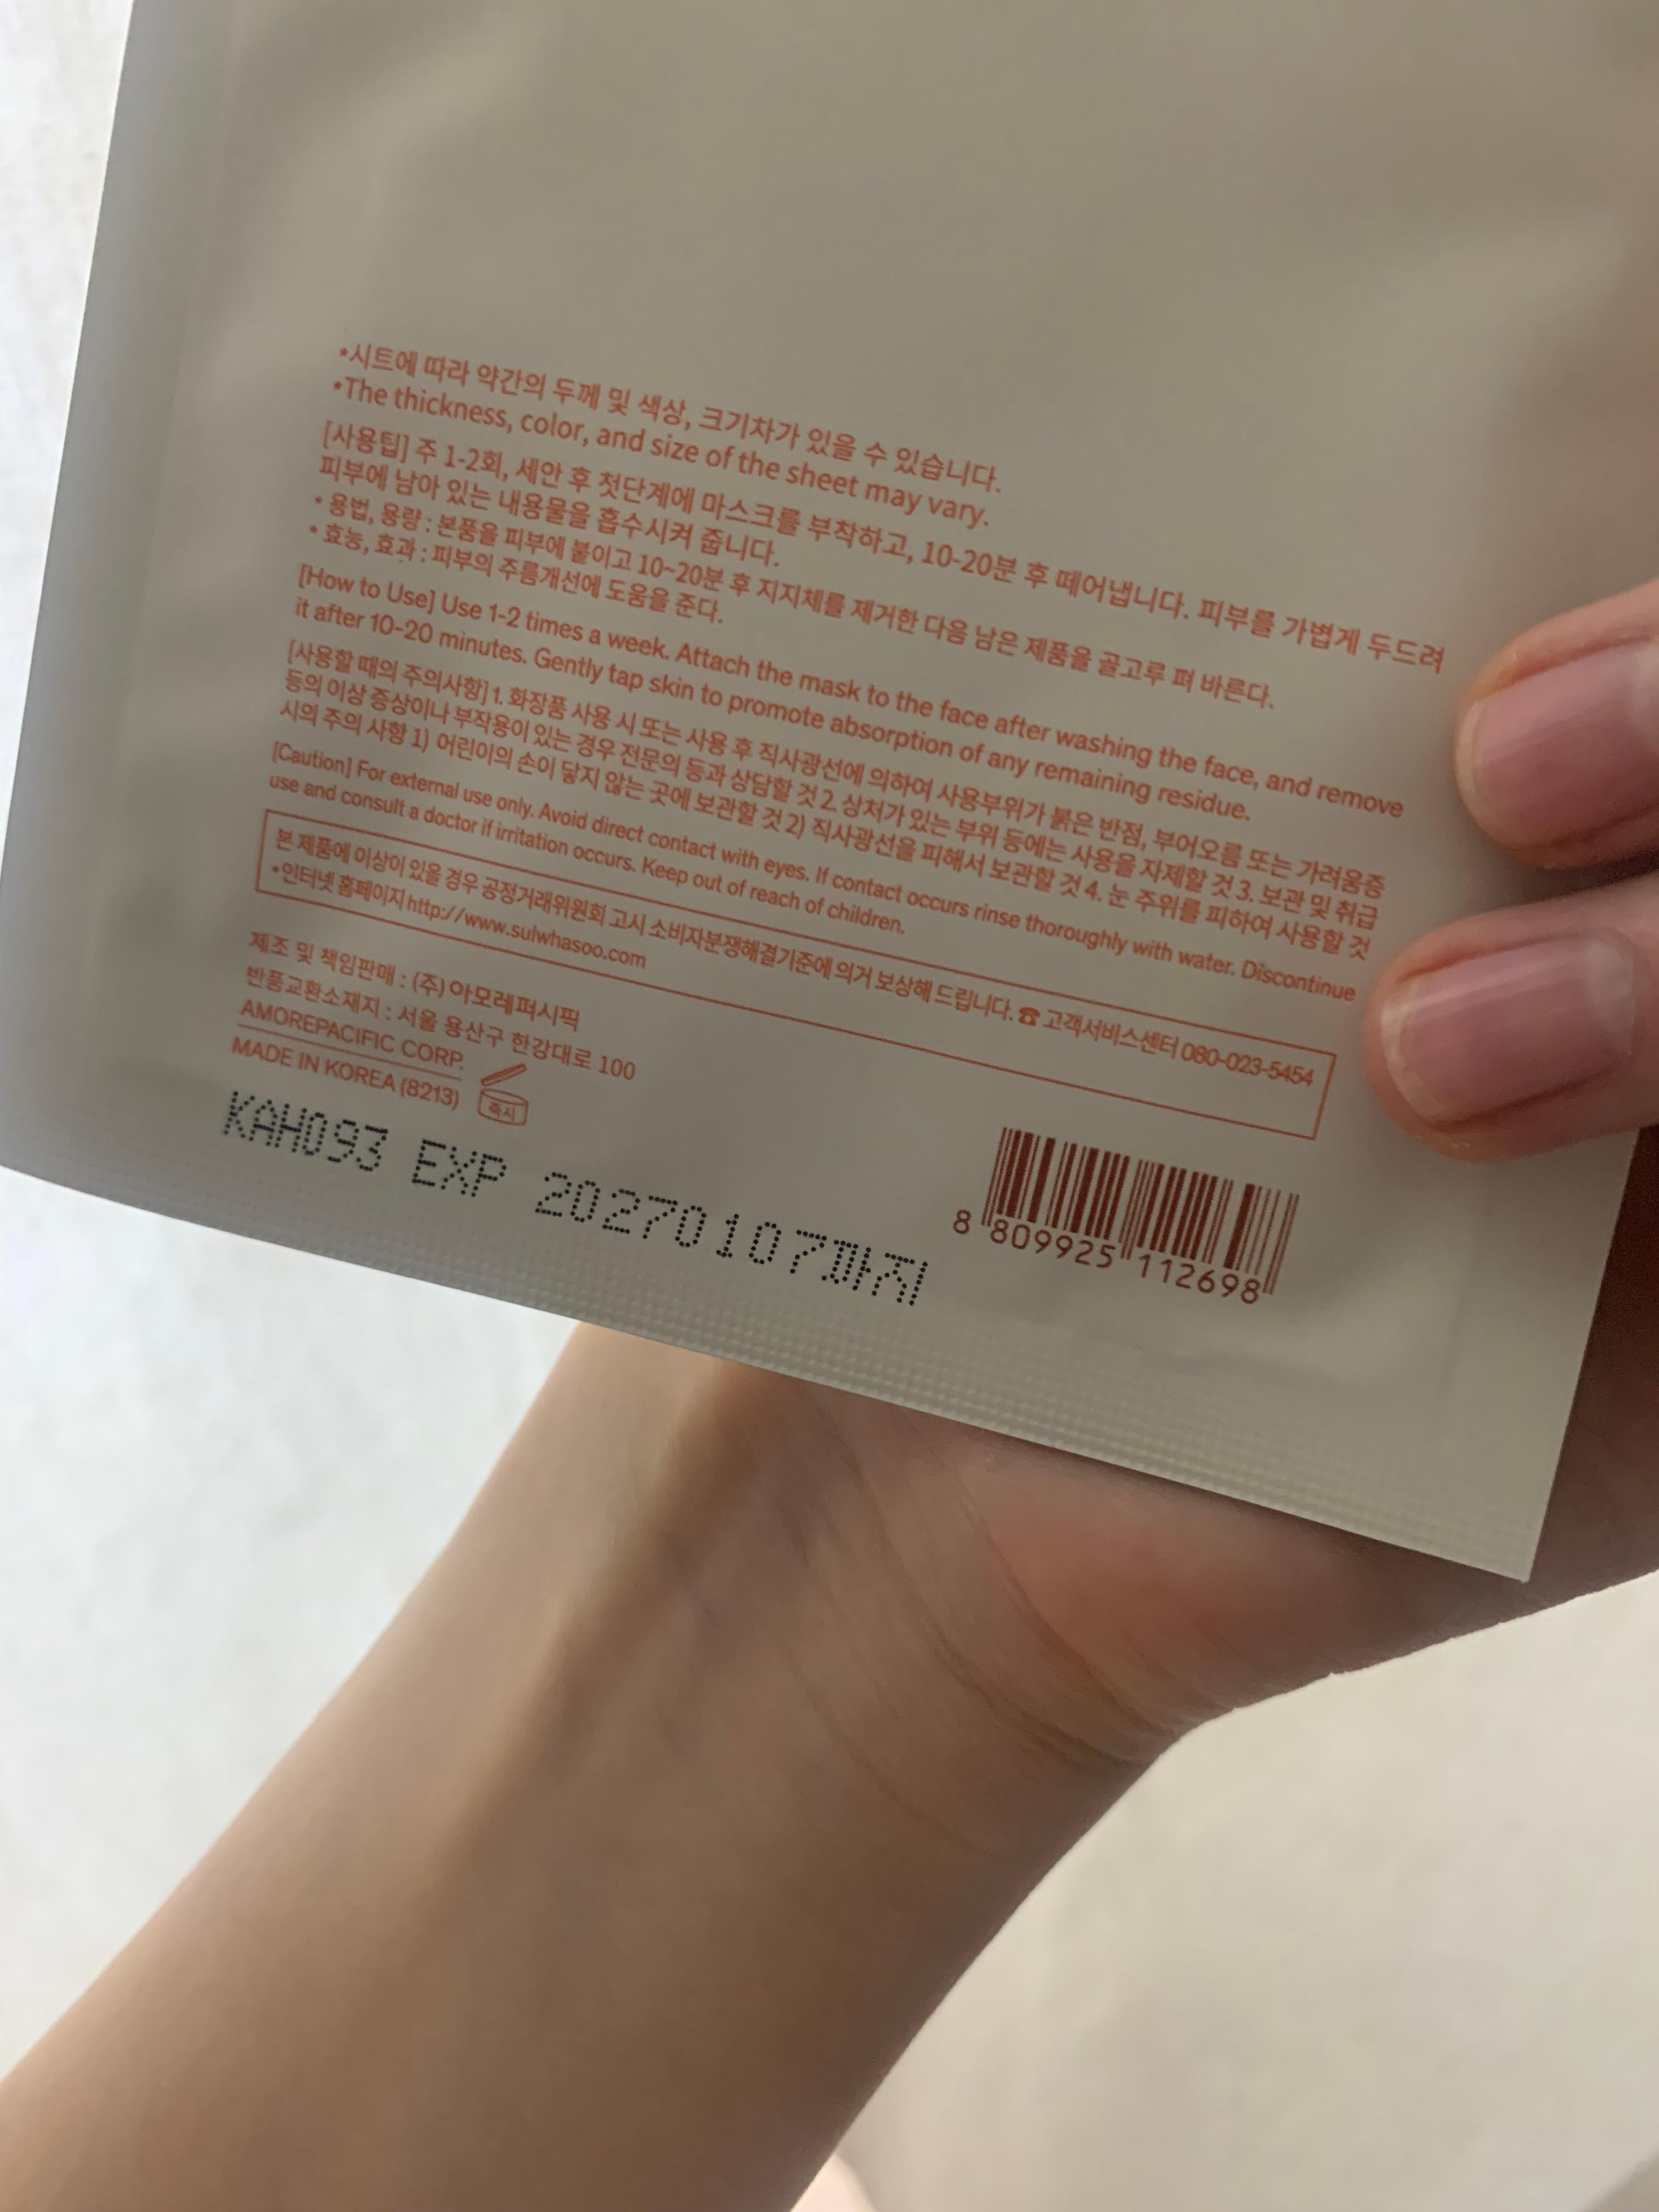 *시트에 따라 약간의 두께 및 색상, 크기차가 있을 수 있습니다.
*The thickness, color, and size of the sheet may vary.
[사용팁] 주 1-2회, 세안 후 첫단계에 마스크를 부착하고, 10-20분 후 떼어냅니다. 피부를 가볍게 두드려
피부에 남아 있는 내용물을 흡수시켜 줍니다.
* 용법, 용량 : 본품을 피부에 붙이고 10~20분 후 지지체를 제거한 다음 남은 제품을 골고루 펴 바른다.
* 효능, 효과 : 피부의 주름개선에 도움을 준다.
[How to Use] Use 1-2 times a week. Attach the mask to the face after washing the face, and remove
it after 10-20 minutes. Gently tap skin to promote absorption of any remaining residue.
[사용할 때의 주의사항] 1. 화장품 사용 시 또는 사용 후 직사광선에 의하여 사용부위가 붉은 반점, 부어오름 또는 가려움증
등의 이상 증상이나 부작용이 있는 경우 전문의 등과 상담할 것 2. 상처가 있는 부위 등에는 사용을 자제할 것 3. 보관 및 취급
시의 주의 사항 1) 어린이의 손이 닿지 않는 곳에 보관할 것 2) 직사광선을 피해서 보관할 것 4. 눈 주위를 피하여 사용할 것
[Caution] For external use only. Avoid direct contact with eyes. If contact occurs rinse thoroughly with water. Discontinue
use and consult a doctor if irritation occurs. Keep out of reach of children.
본 제품에 이상이 있을 경우 공정거래위원회 고시 소비자분쟁해결기준에 의거 보상해 드립니다. ☎ 고객서비스센터 080-023-5454
•인터넷 홈페이지 http://www.sulwhasoo.com
제조 및 책임판매 : (주)아모레퍼시픽
반품교환소재지 : 서울 용산구 한강대로 100
AMOREPACIFIC CORP.
MADE IN KOREA (8213)
즉시
KAH093 EXP 20270107까지
8 809925 112698